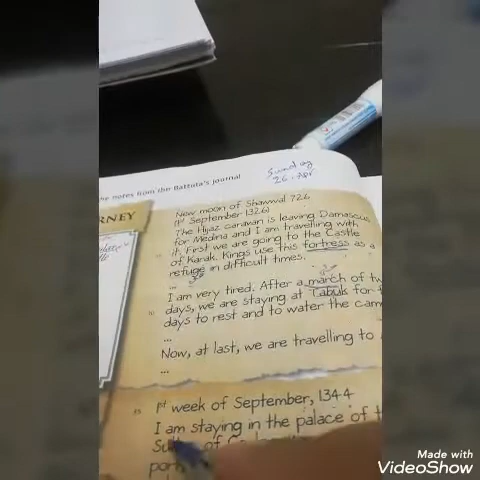 the notes from Ibn Battuta's journal
Sunday
26. Apr
RNEY
New moon of Shawwal 726
(1st September 1326)
The Hijaz caravan is leaving Damascus
for Medina and I am travelling with
it. First we are going to the Castle
of Karak. Kings use this fortress as a
refuge in difficult times.
...
I am very tired. After a march of
days, we are staying at Tabuk for
days to rest and to water the
...
Now, at last, we are travelling to
...
15
1st week of September, 1344
I am staying in the palace of
of
Made with
VideoShow